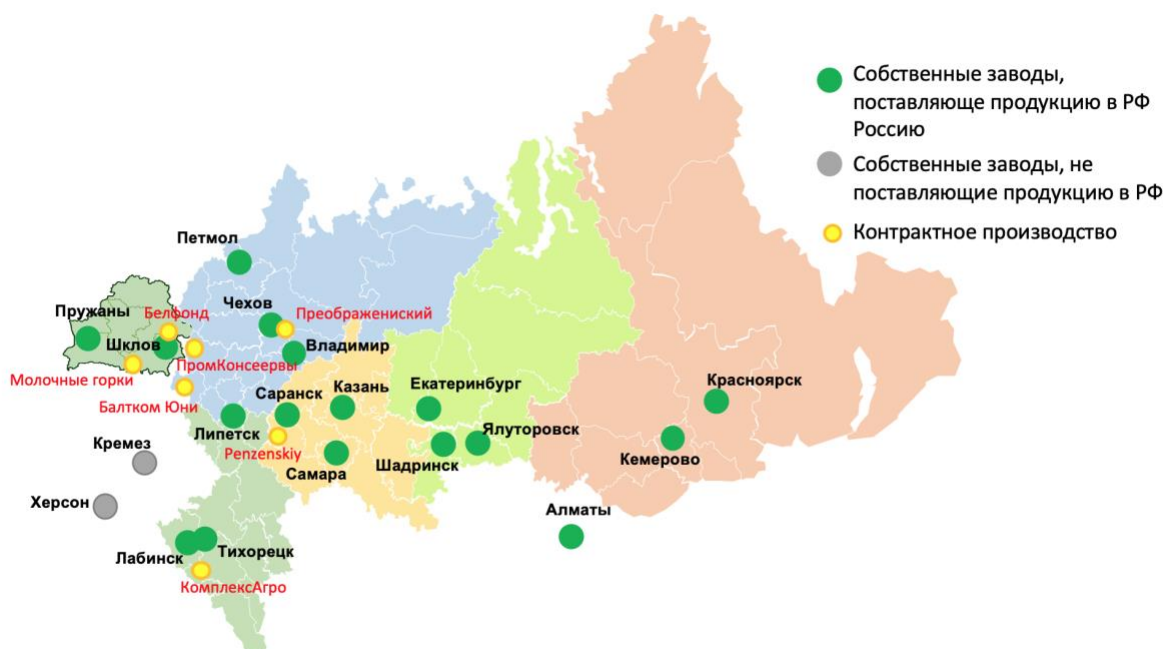 Собственные заводы,
поставляюще продукцию в РФ
Россию
Собственные заводы, не
поставляющие продукцию в РФ
Контрактное производство
Петмол
Пружаны
Белфонд
Чехов
Преображениский
Шклов
Владимир
ПромКонсеервы
Молочные горки
Балтком Юни
Саранск
Казань
Екатеринбург
Красноярск
Липетск
Ялуторовск
Кремез
Penzenskiy
Самара
Шадринск
Кемерово
Херсон
Алматы
Лабинск
Тихорецк
КомплексАгро